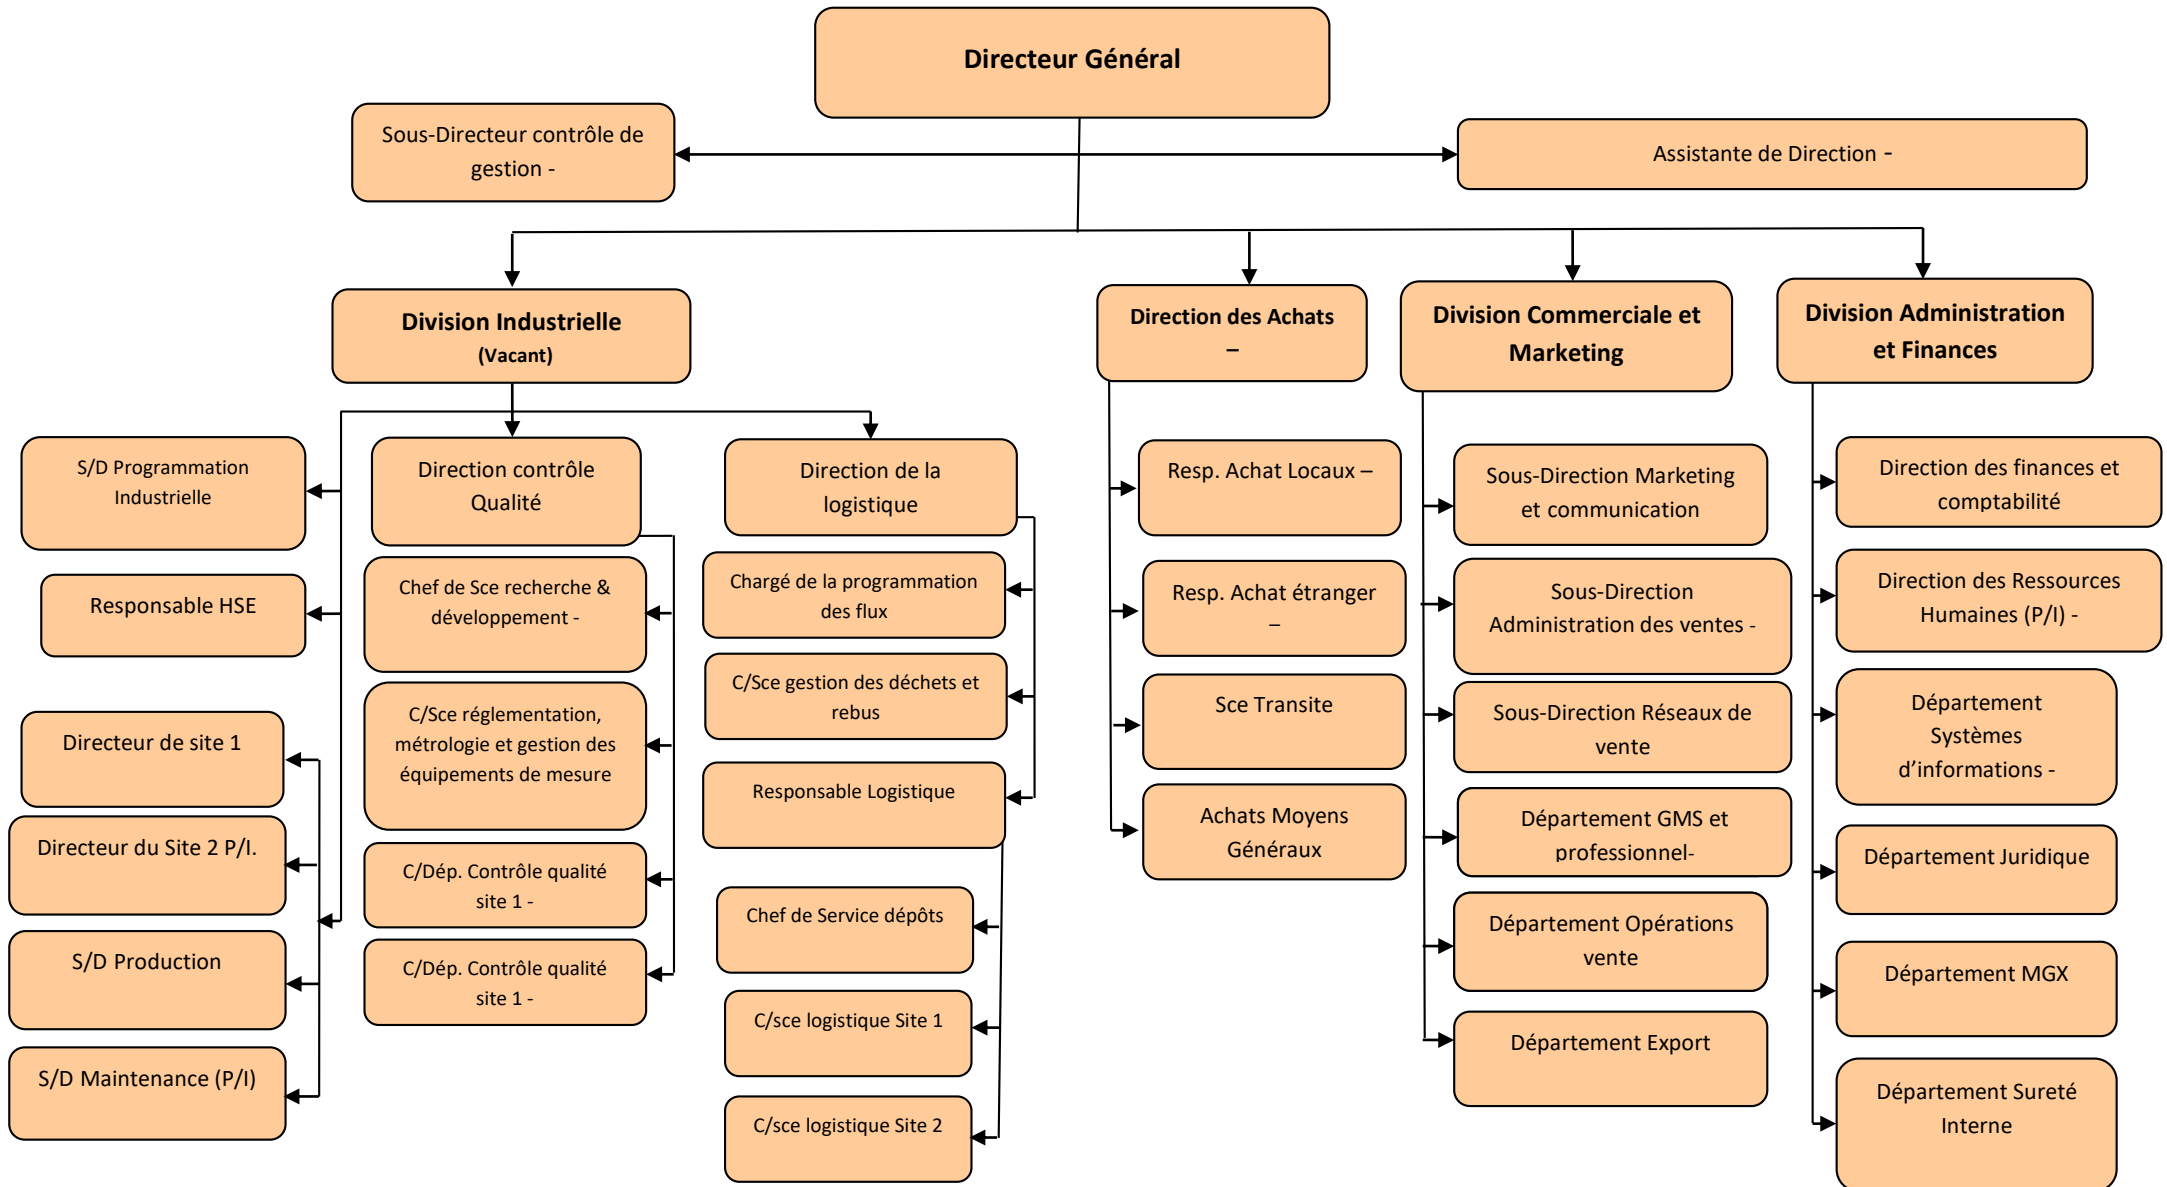 Directeur Général
Sous-Directeur contrôle de
gestion -
Assistante de Direction -
Division Industrielle
(Vacant)
Direction des Achats
–
Division Commerciale et
Marketing
Division Administration
et Finances
S/D Programmation
Industrielle
Responsable HSE
Directeur de site 1
Directeur du Site 2 P/I.
S/D Production
S/D Maintenance (P/I)
Direction contrôle
Qualité
Chef de Sce recherche &
développement -
C/Sce réglementation,
métrologie et gestion des
équipements de mesure
C/Dép. Contrôle qualité
site 1 -
C/Dép. Contrôle qualité
site 1 -
Direction de la
logistique
Chargé de la programmation
des flux
C/Sce gestion des déchets et
rebus
Responsable Logistique
Chef de Service dépôts
C/sce logistique Site 1
C/sce logistique Site 2
Resp. Achat Locaux –
Resp. Achat étranger
–
Sce Transite
Achats Moyens
Généraux
Sous-Direction Marketing
et communication
Sous-Direction
Administration des ventes -
Sous-Direction Réseaux de
vente
Département GMS et
professionnel-
Département Opérations
vente
Département Export
Direction des finances et
comptabilité
Direction des Ressources
Humaines (P/I) -
Département
Systèmes
d’informations -
Département Juridique
Département MGX
Département Sureté
Interne